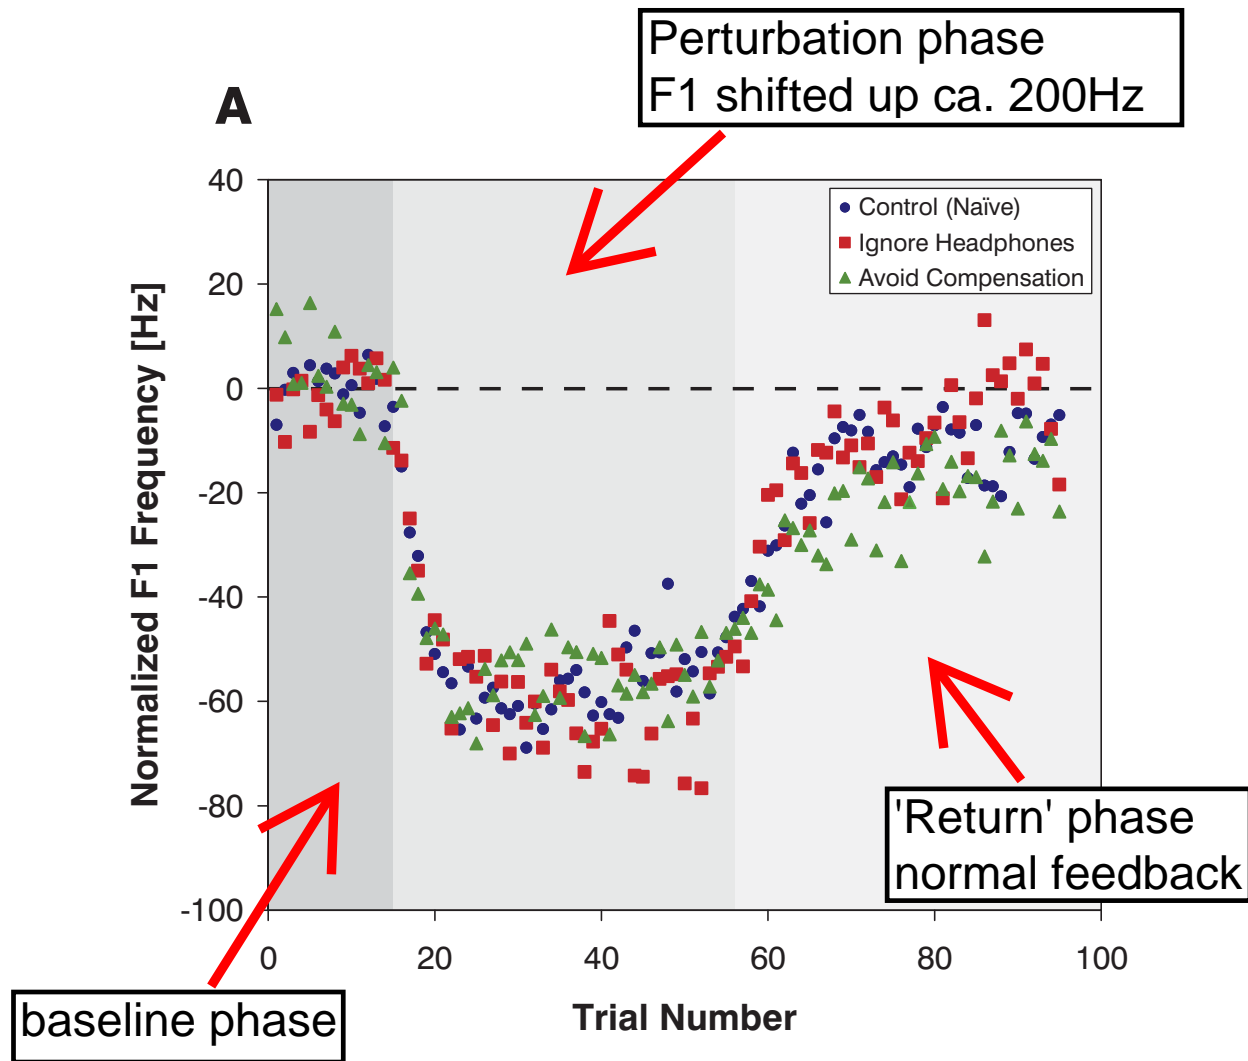 Perturbation phase
F1 shifted up ca. 200Hz
A
40
20
0
-20
-40
-60
-80
-100
Normalized F1 Frequency [Hz]
Control (Naïve)
Ignore Headphones
Avoid Compensation
'Return' phase
normal feedback
0
20
40
60
80
100
baseline phase
Trial Number